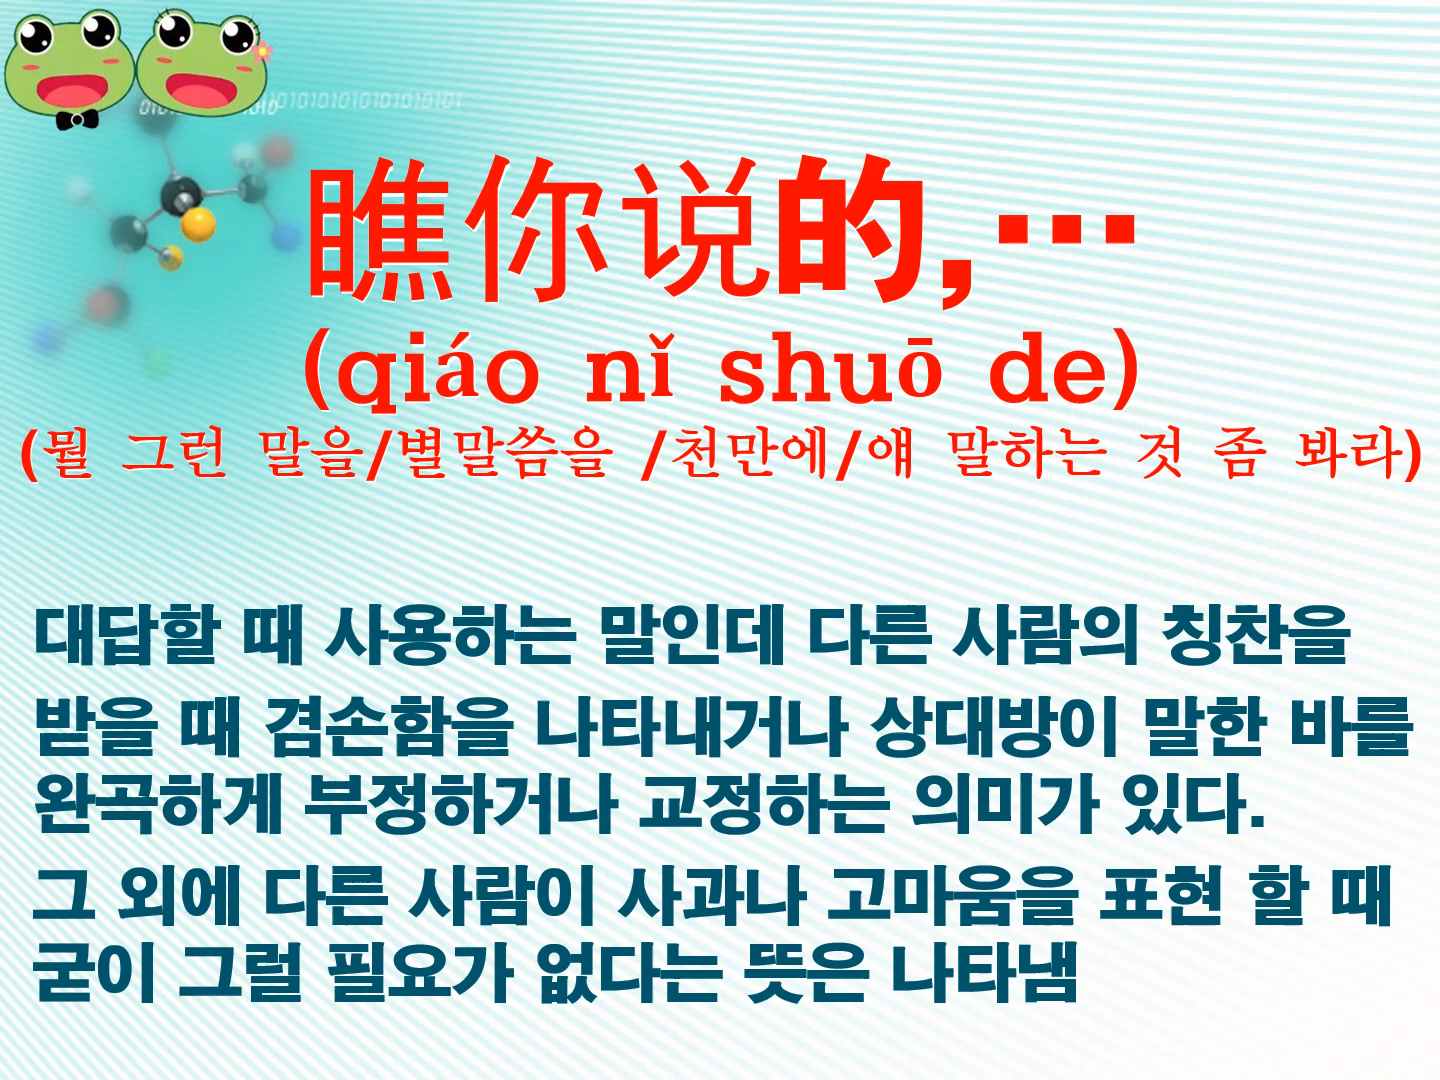 瞧你说的,…
(qiáo nǐ shuō de)
(뭘 그런 말을/별말씀을 /천만에/얘 말하는 것 좀 봐라)
대답할 때 사용하는 말인데 다른 사람의 칭찬을
받을 때 겸손함을 나타내거나 상대방이 말한 바를
완곡하게 부정하거나 교정하는 의미가 있다.
그 외에 다른 사람이 사과나 고마움을 표현 할 때
굳이 그럴 필요가 없다는 뜻은 나타냄